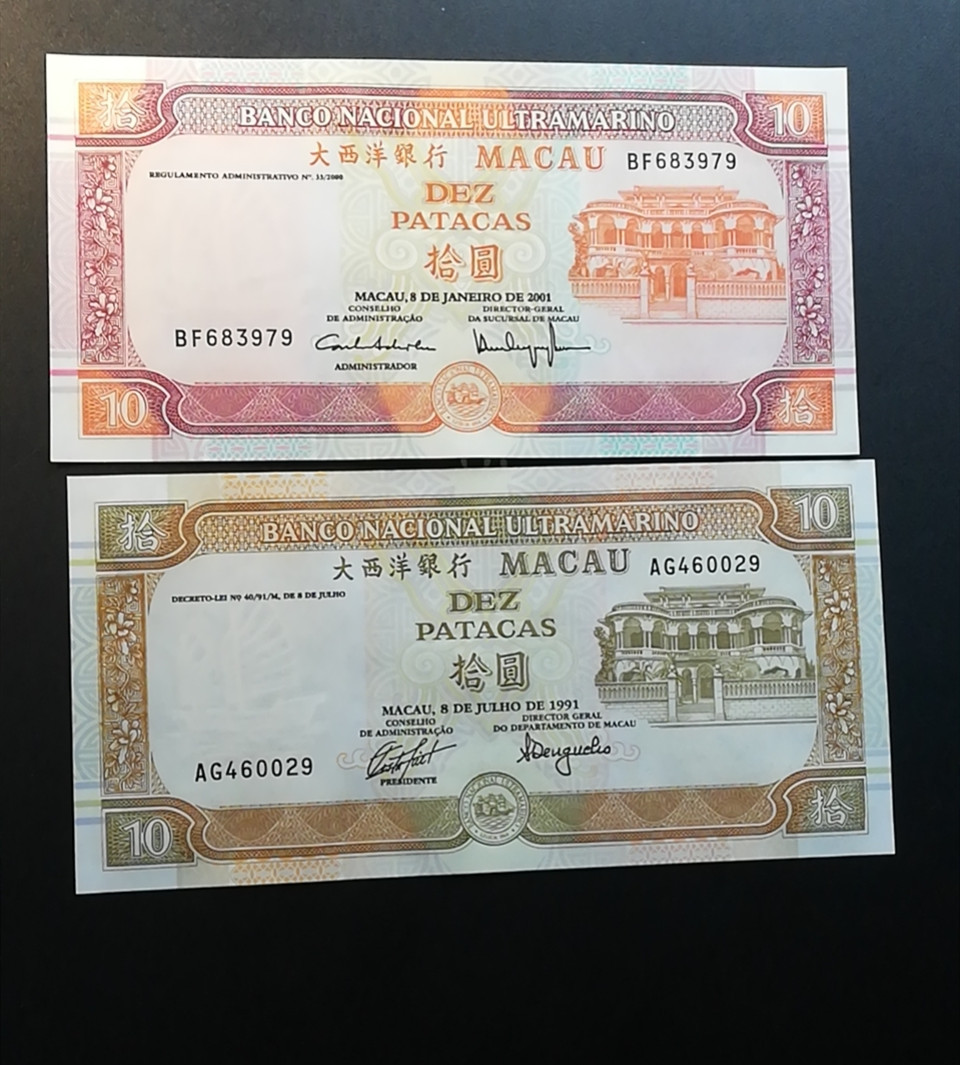 拾
10
BANCO NACIONAL ULTRAMARINO
大西洋銀行 MACAU BF683979
REGULAMENTO ADMINISTRATIVO Nº. 33/2000
DEZ
PATACAS
拾圓
MACAU, 8 DE JANEIRO DE 2001
CONSELHO DIRECTOR-GERAL
DE ADMINISTRAÇÃO DA SUCURSAL DE MACAU
BF683979
ADMINISTRADOR
10
拾
拾
10
BANCO NACIONAL ULTRAMARINO
大西洋銀行 MACAU AG460029
DECRETO-LEI Nº 40/91/M, DE 8 DE JULHO
DEZ
PATACAS
拾圓
MACAU, 8 DE JULHO DE 1991
CONSELHO DIRECTOR GERAL
DE ADMINISTRAÇÃO DO DEPARTAMENTO DE MACAU
AG460029
PRESIDENTE
10
拾